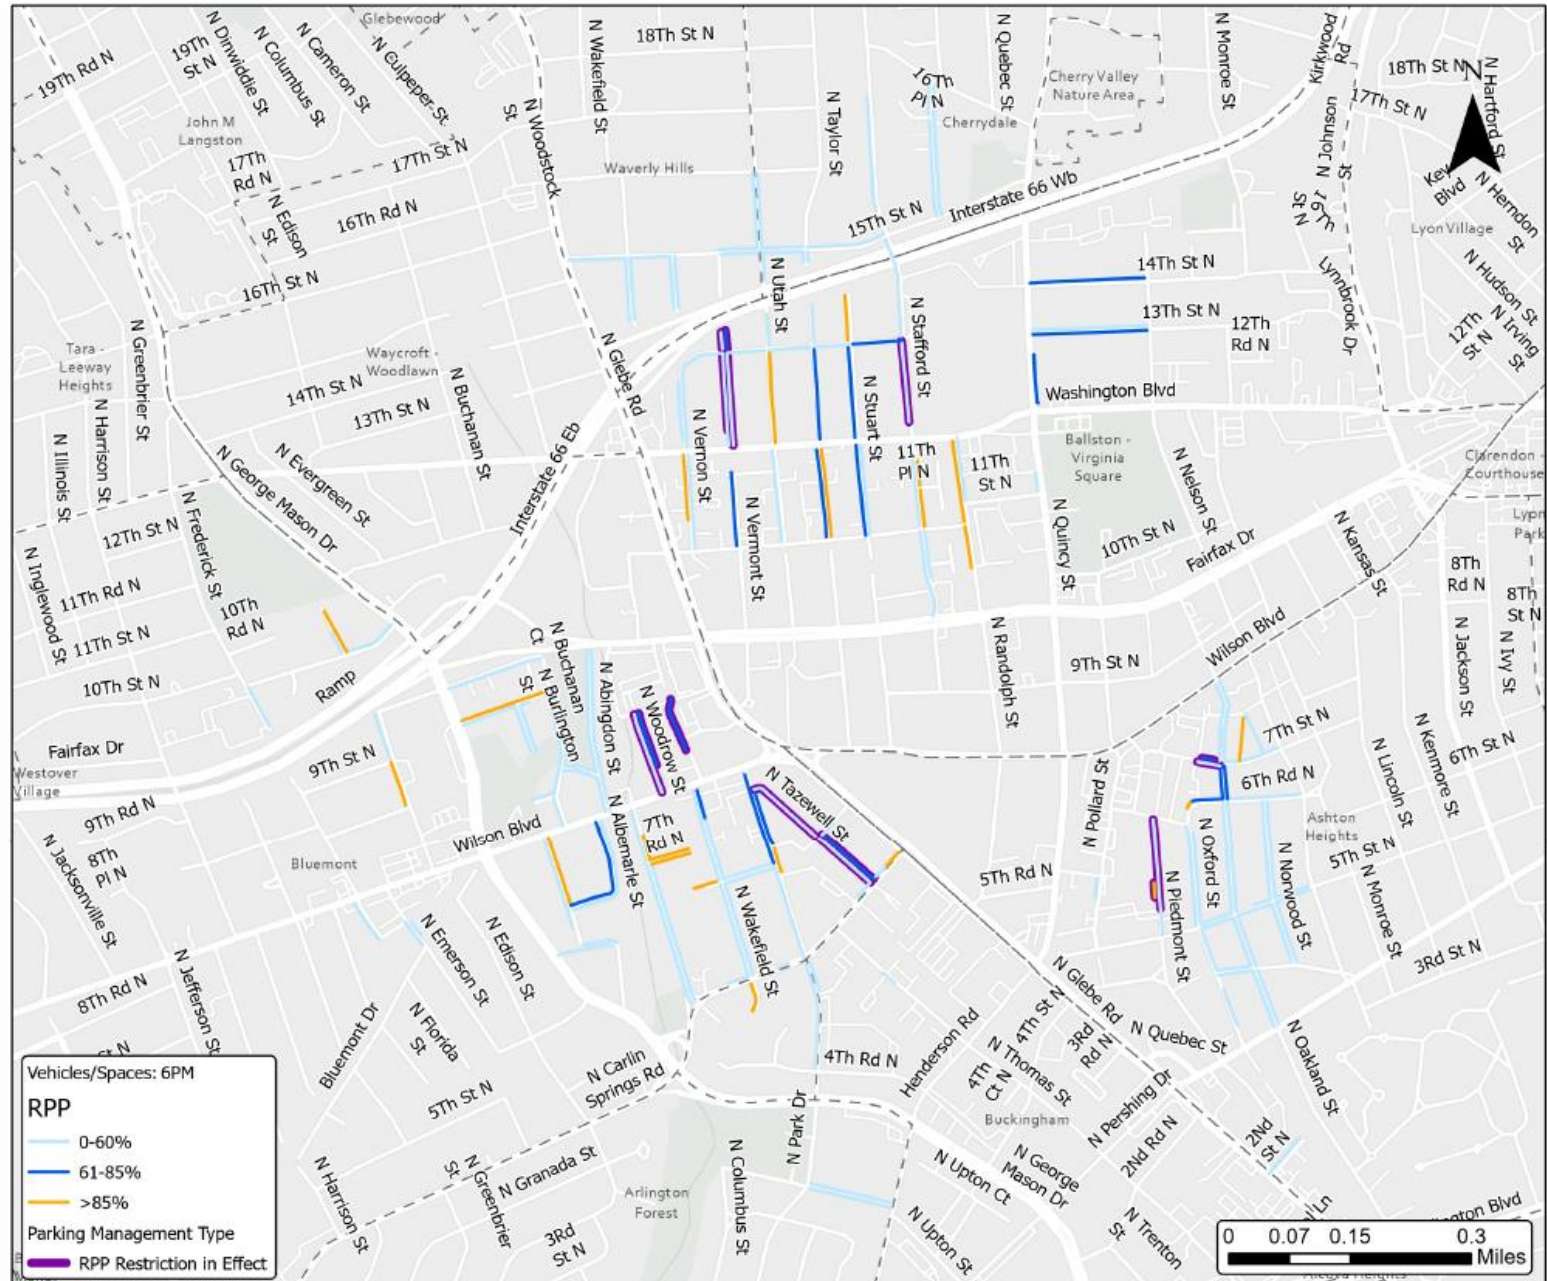 Glebewood
18Th St N
19Th Rd N
19Th
St N
N Dinwiddie St
N Columbus St
N Cameron St
N Culpeper St
St
N Woodstock
N Wakefield St
N Taylor St
16Th
Pl N
N Quebec St
Cherry Valley
Nature Area
Cherrydale
N Monroe St
Kirkwood
Rd
18Th St N
N
N Hartford St
17Th St N
N Johnson
St
Key
Blvd
N Herndon
St
John M
Langston
17Th
Rd N
17Th St N
Waverly Hills
Interstate 66 Wb
16Th
St N
Lyon Village
N Edison
St
16Th Rd N
15Th St N
16Th St N
N Utah St
14Th St N
Lynnbrook Dr
N Hudson St
N Irving
St
13Th St N
12Th
Rd N
12Th
St N
N Greenbrier St
Tara -
Leeway
Heights
Waycroft -
Woodlawn
N Glebe Rd
N Stafford St
14Th St N
13Th St N
N Buchanan St
N Harrison St
N Illinois St
N Vernon St
N Stuart St
Washington Blvd
11Th
Pl N
11Th
St N
Ballston -
Virginia
Square
N Nelson St
Clarendon -
Courthouse
N George Mason Dr
N Evergreen St
Interstate 66 Eb
N Frederick St
12Th St N
N Vermont St
N Quincy St
10Th St N
Fairfax Dr
N Kansas St
Lyon
Park
8Th
Rd N
8Th
St N
N Inglewood St
11Th Rd N
10Th
Rd N
11Th St N
10Th St N
Ramp
N Buchanan
Ct
N Burlington
St
N Abingdon St
N Woodrow St
N Randolph St
9Th St N
Wilson Blvd
N Jackson St
N Ivy St
7Th St N
Fairfax Dr
Westover
Village
9Th St N
9Th Rd N
N Tazewell St
N Pollard St
6Th Rd N
N Lincoln St
N Kenmore St
6Th St N
Wilson Blvd
N Albemarle St
7Th
Rd N
Ashton
Heights
N Jacksonville St
8Th
Pl N
Bluemont
N Oxford St
5Th St N
5Th Rd N
N Piedmont St
N Norwood St
N Monroe St
3Rd St N
N Emerson St
N Edison St
N Wakefield St
8Th Rd N
N Jefferson St
N Glebe Rd
N Florida
St
Bluemont Dr
4Th St N
3Rd
Rd N
N Quebec St
N Carlin
Springs Rd
4Th Rd N
Henderson Rd
N Thomas St
4Th
Ct N
N Oakland St
5Th St N
Buckingham
N Pershing Dr
2Nd Rd N
2Nd
St N
N Park Dr
N Granada St
N Greenbrier
St
N Harrison St
Arlington
Forest
3Rd
St N
N Columbus St
N Upton Ct
N George
Mason Dr
N Upton St
N Trenton
St
Vehicles/Spaces: 6PM
RPP
0-60%
61-85%
>85%
Parking Management Type
RPP Restriction in Effect
0 0.07 0.15 0.3
Miles